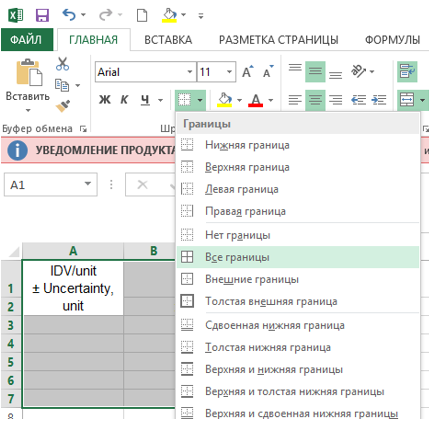 ФАЙЛ ГЛАВНАЯ ВСТАВКА РАЗМЕТКА СТРАНИЦЫ ФОРМУЛЫ
Arial 11
Вставить
Ж К Ч
Буфер обмена
Границы
УВЕДОМЛЕНИЕ ПРОДУКТА
Нижняя граница
Верхняя граница
A1
Левая граница
Правая граница
Нет границы
A B
Все границы
1
IDV/unit
± Uncertainty,
unit
Внешние границы
2
Толстая внешняя граница
3
Сдвоенная нижняя граница
4
Толстая нижняя граница
5
Верхняя и нижняя границы
6
Верхняя и толстая нижняя границы
7
Верхняя и сдвоенная нижняя границы